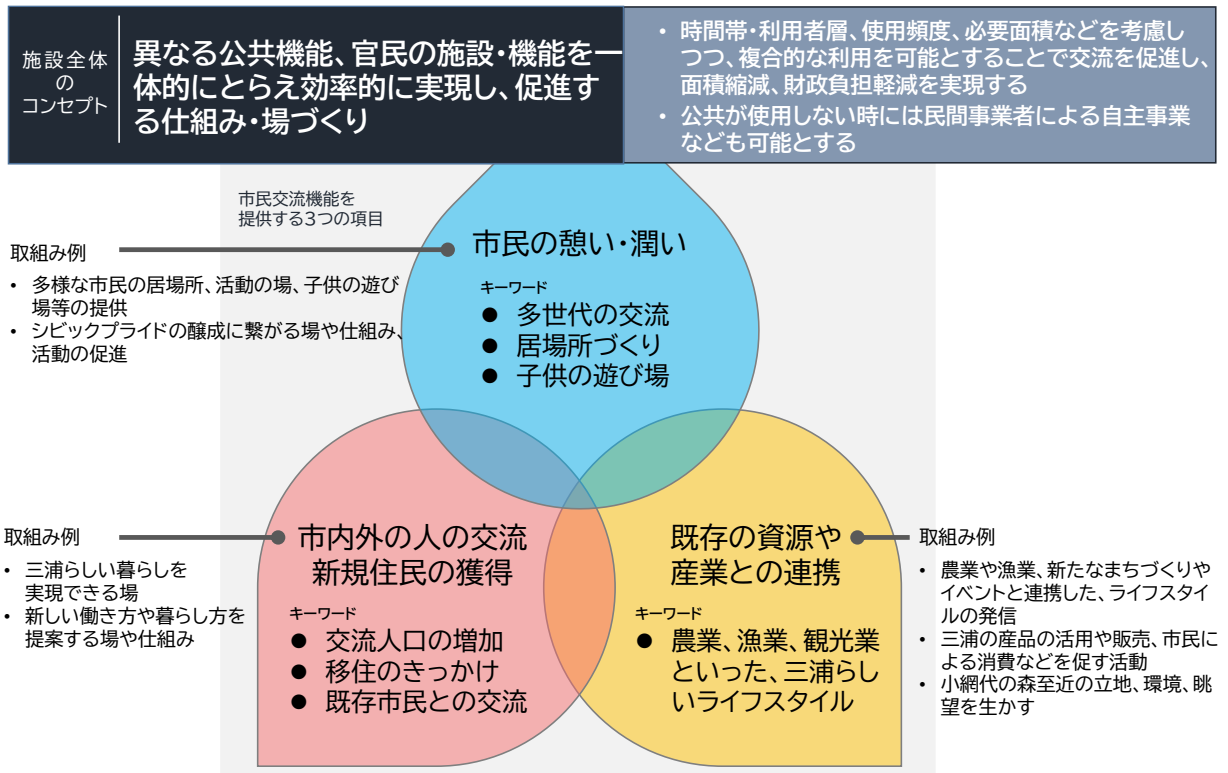 施設全体
の
コンセプト
異なる公共機能、官民の施設・機能を一
体的にとらえ効率的に実現し、促進す
る仕組み・場づくり
• 時間帯・利用者層、使用頻度、必要面積などを考慮し
つつ、複合的な利用を可能とすることで交流を促進し、
面積縮減、財政負担軽減を実現する
• 公共が使用しない時には民間事業者による自主事業
なども可能とする
市民交流機能を
提供する3つの項目
取組み例
• 多様な市民の居場所、活動の場、子供の遊び
場等の提供
• シビックプライドの醸成に繋がる場や仕組み、
活動の促進
市民の憩い・潤い
キーワード
● 多世代の交流
● 居場所づくり
● 子供の遊び場
取組み例
• 三浦らしい暮らしを
実現できる場
• 新しい働き方や暮らし方を
提案する場や仕組み
市内外の人の交流
新規住民の獲得
キーワード
● 交流人口の増加
● 移住のきっかけ
● 既存市民との交流
既存の資源や
産業との連携
キーワード
● 農業、漁業、観光業
といった、三浦らし
いライフスタイル
取組み例
• 農業や漁業、新たなまちづくりや
イベントと連携した、ライフスタイ
ルの発信
• 三浦の産品の活用や販売、市民に
よる消費などを促す活動
• 小網代の森至近の立地、環境、眺
望を生かす